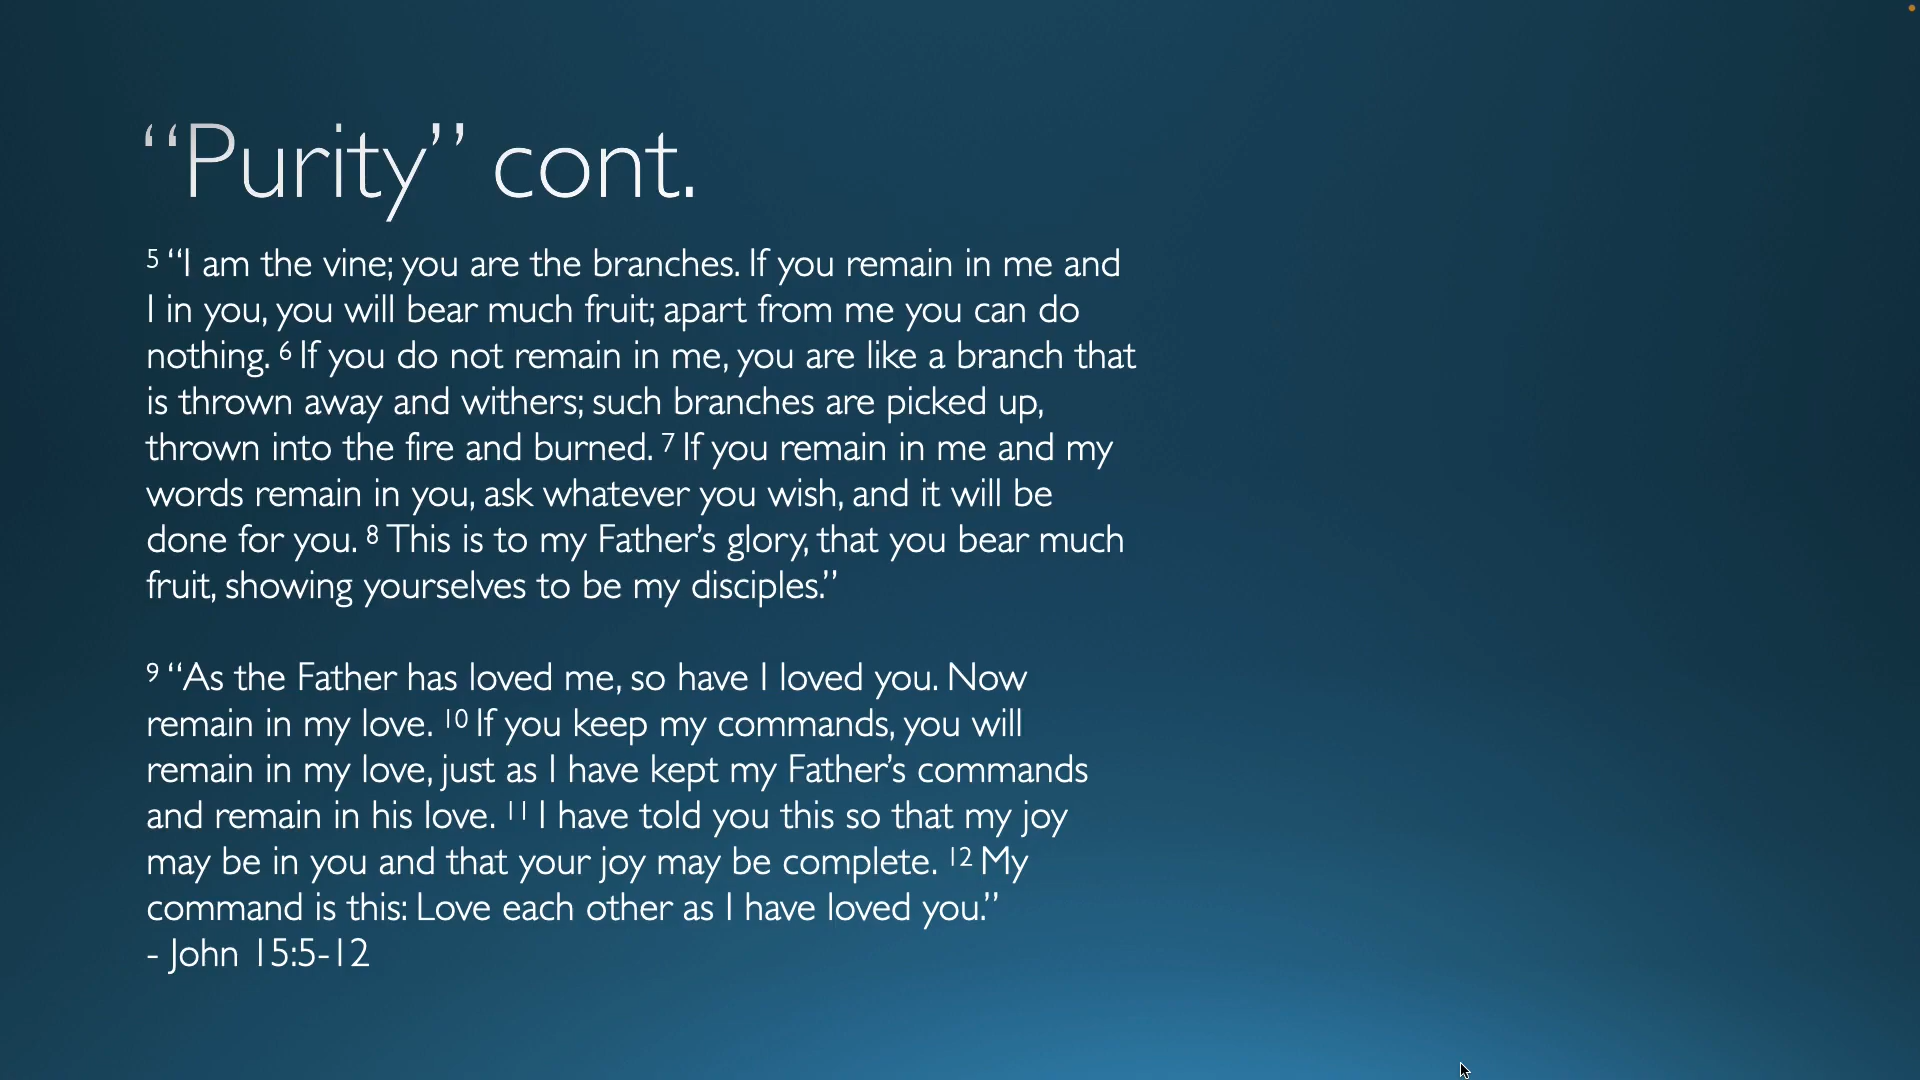 “Purity” cont.
5 “I am the vine; you are the branches. If you remain in me and
I in you, you will bear much fruit; apart from me you can do
nothing. 6 If you do not remain in me, you are like a branch that
is thrown away and withers; such branches are picked up,
thrown into the fire and burned. 7 If you remain in me and my
words remain in you, ask whatever you wish, and it will be
done for you. 8 This is to my Father’s glory, that you bear much
fruit, showing yourselves to be my disciples.”
9 “As the Father has loved me, so have I loved you. Now
remain in my love. 10 If you keep my commands, you will
remain in my love, just as I have kept my Father’s commands
and remain in his love. 11 I have told you this so that my joy
may be in you and that your joy may be complete. 12 My
command is this: Love each other as I have loved you.”
- John 15:5-12